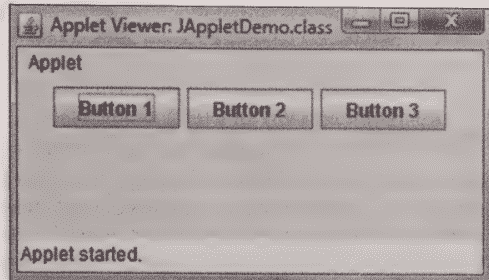 Applet Viewer: JAppletDemo.class
Applet
Button 1 Button 2 Button 3
Applet started.